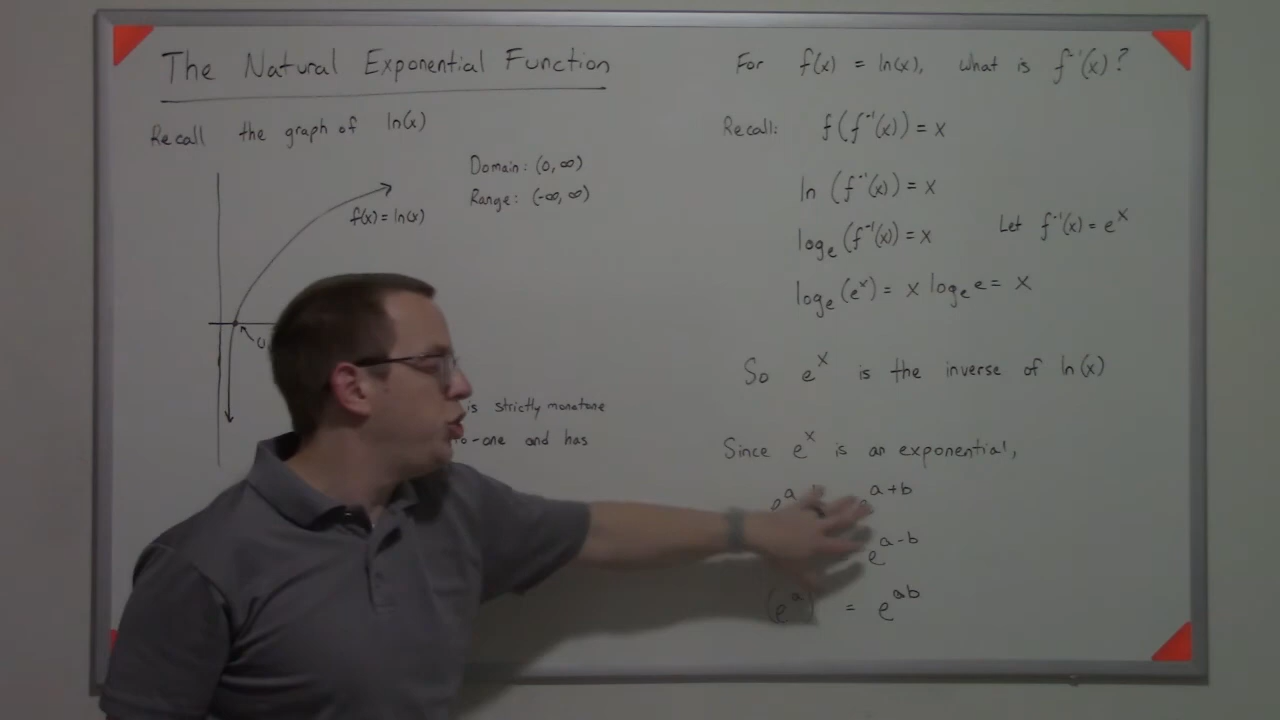 The Natural Exponential Function
Recall the graph of ln(x)
Domain: (0, ∞)
Range: (-∞, ∞)
f(x) = ln(x)
is strictly monotone
-one and has
For f(x) = ln(x), what is f⁻¹(x)?
Recall: f(f⁻¹(x)) = x
ln (f⁻¹(x)) = x
logₑ (f⁻¹(x)) = x
Let f⁻¹(x) = eˣ
logₑ (eˣ) = x logₑ e = x
So eˣ is the inverse of ln(x)
Since eˣ is an exponential,
a+b
e^(a-b)
(e^a) = e^(ab)